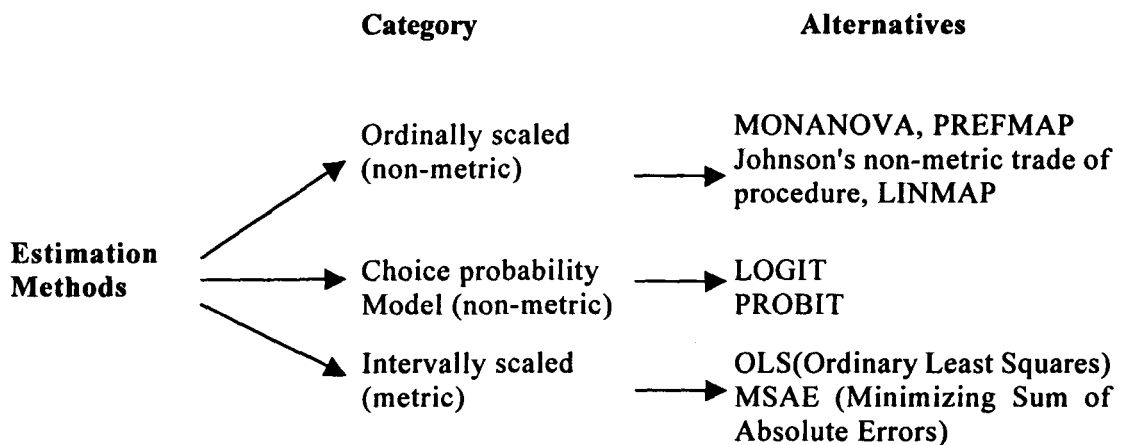 Category Alternatives
Ordinally scaled
(non-metric)
MONANOVA, PREFMAP
Johnson's non-metric trade of
procedure, LINMAP
Estimation
Methods
Choice probability
Model (non-metric)
LOGIT
PROBIT
Intervally scaled
(metric)
OLS(Ordinary Least Squares)
MSAE (Minimizing Sum of
Absolute Errors)